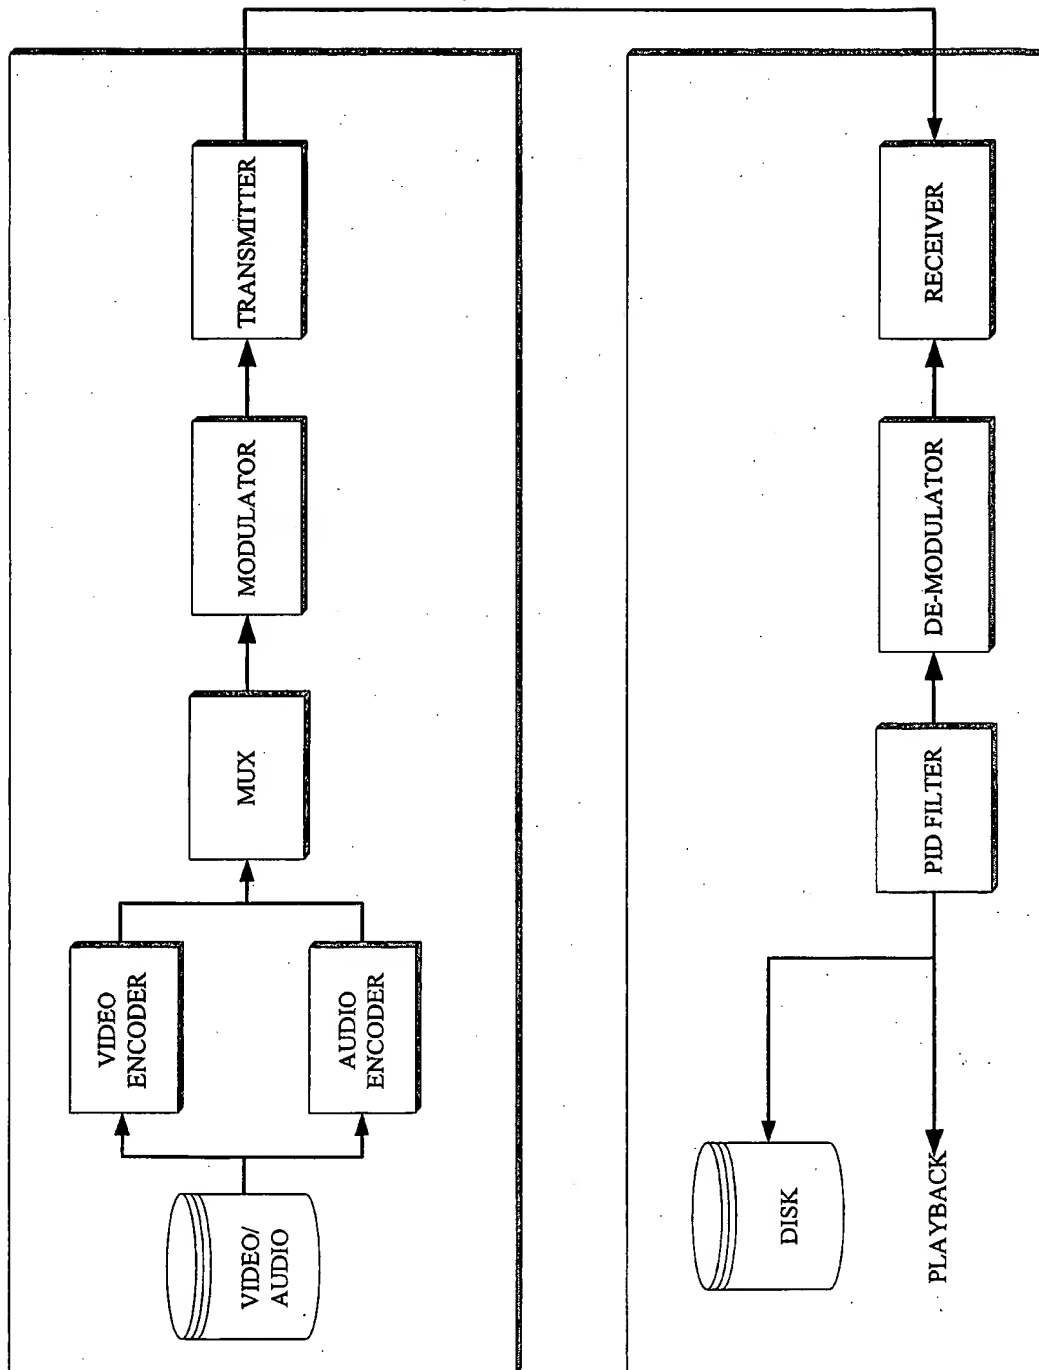 VIDEO/
AUDIO
VIDEO
ENCODER
AUDIO
ENCODER
MUX
MODULATOR
TRANSMITTER
DISK
PLAYBACK
PID FILTER
DE-MODULATOR
RECEIVER